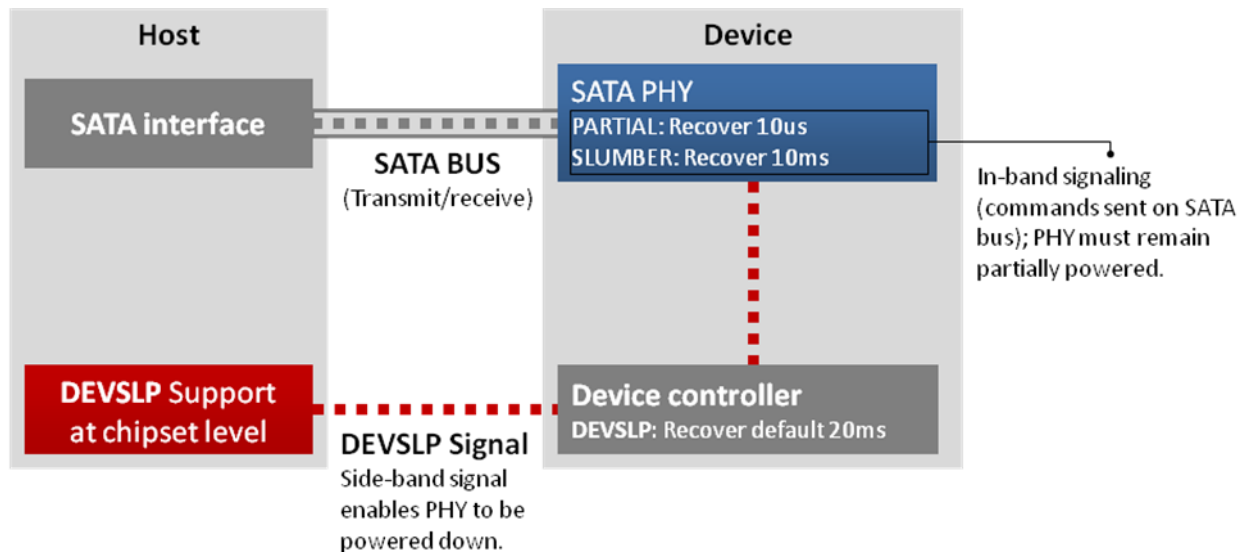 Host
SATA interface
DEVSLP Support
at chipset level
SATA BUS
(Transmit/receive)
DEVSLP Signal
Side-band signal
enables PHY to be
powered down.
Device
SATA PHY
PARTIAL: Recover 10us
SLUMBER: Recover 10ms
Device controller
DEVSLP: Recover default 20ms
In-band signaling
(commands sent on SATA
bus); PHY must remain
partially powered.